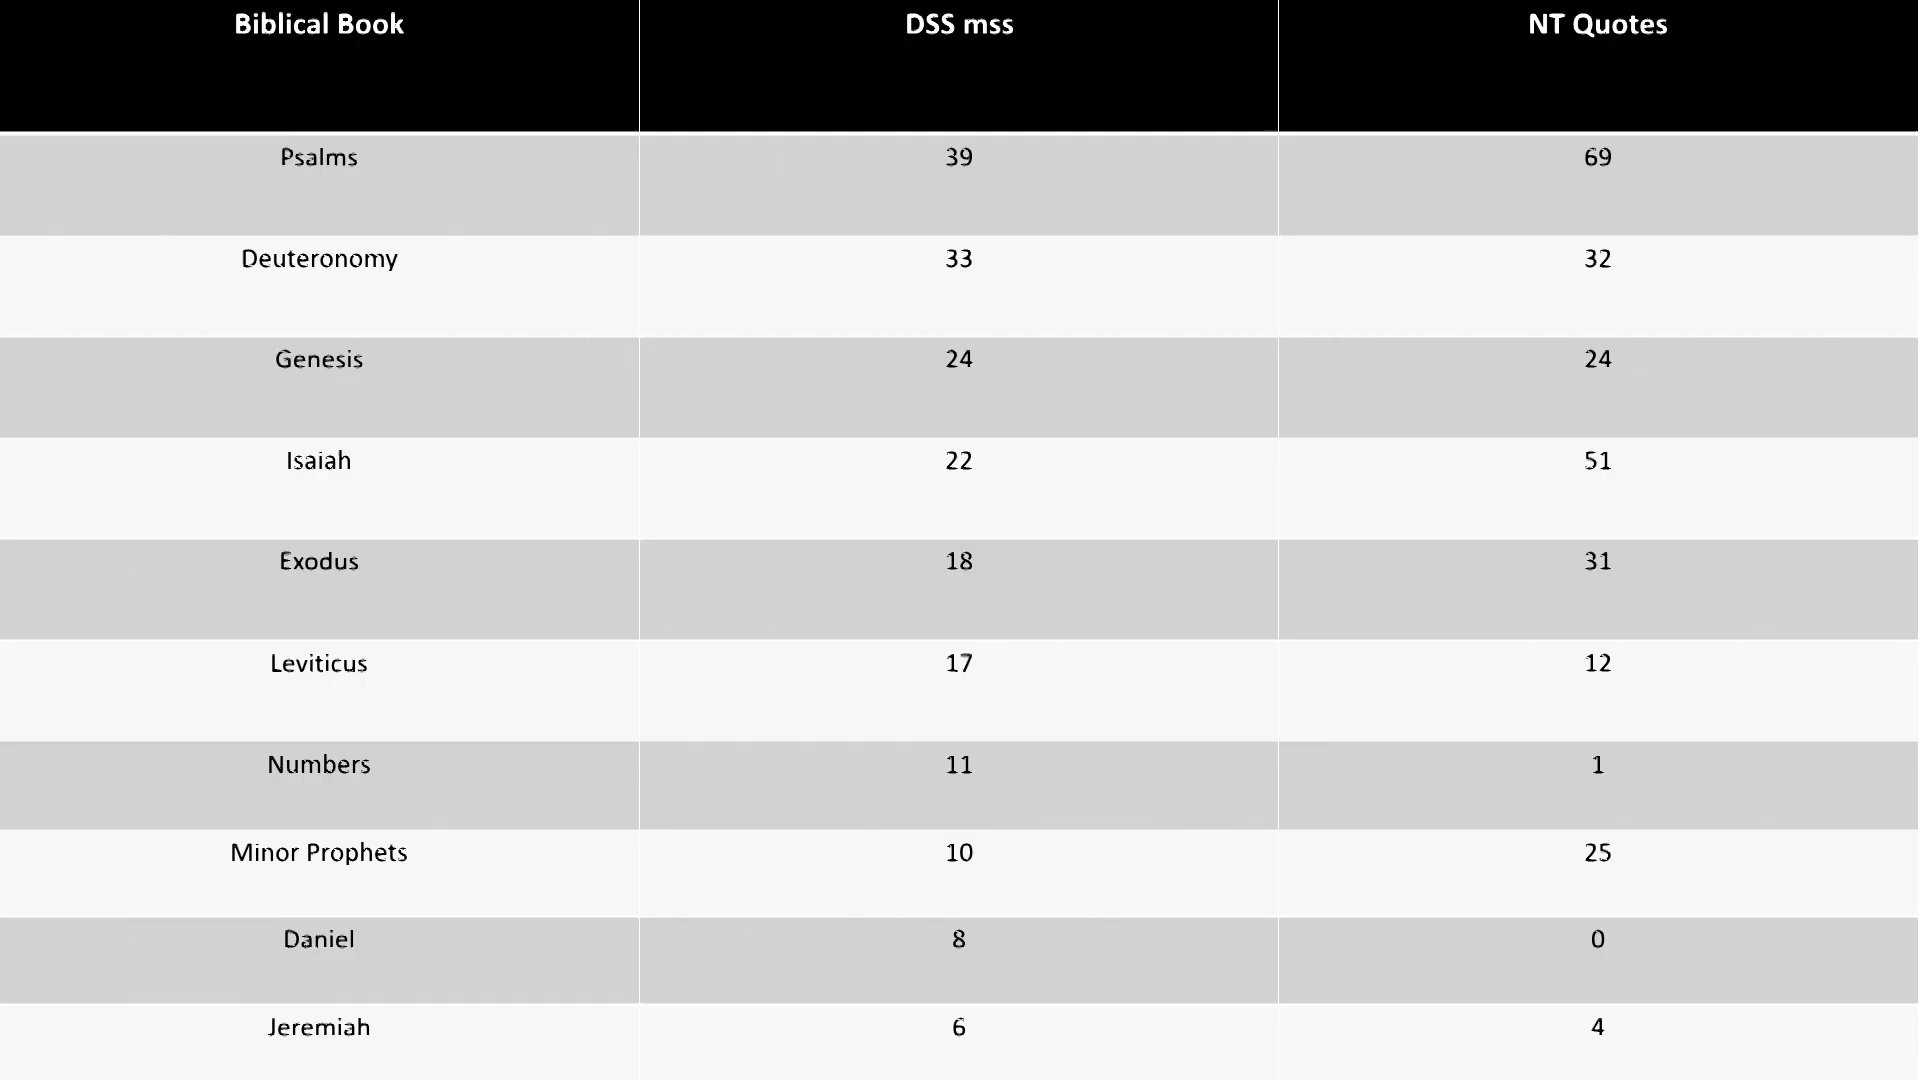 Biblical Book DSS mss NT Quotes
Psalms 39 69
Deuteronomy 33 32
Genesis 24 24
Isaiah 22 51
Exodus 18 31
Leviticus 17 12
Numbers 11 1
Minor Prophets 10 25
Daniel 8 0
Jeremiah 6 4